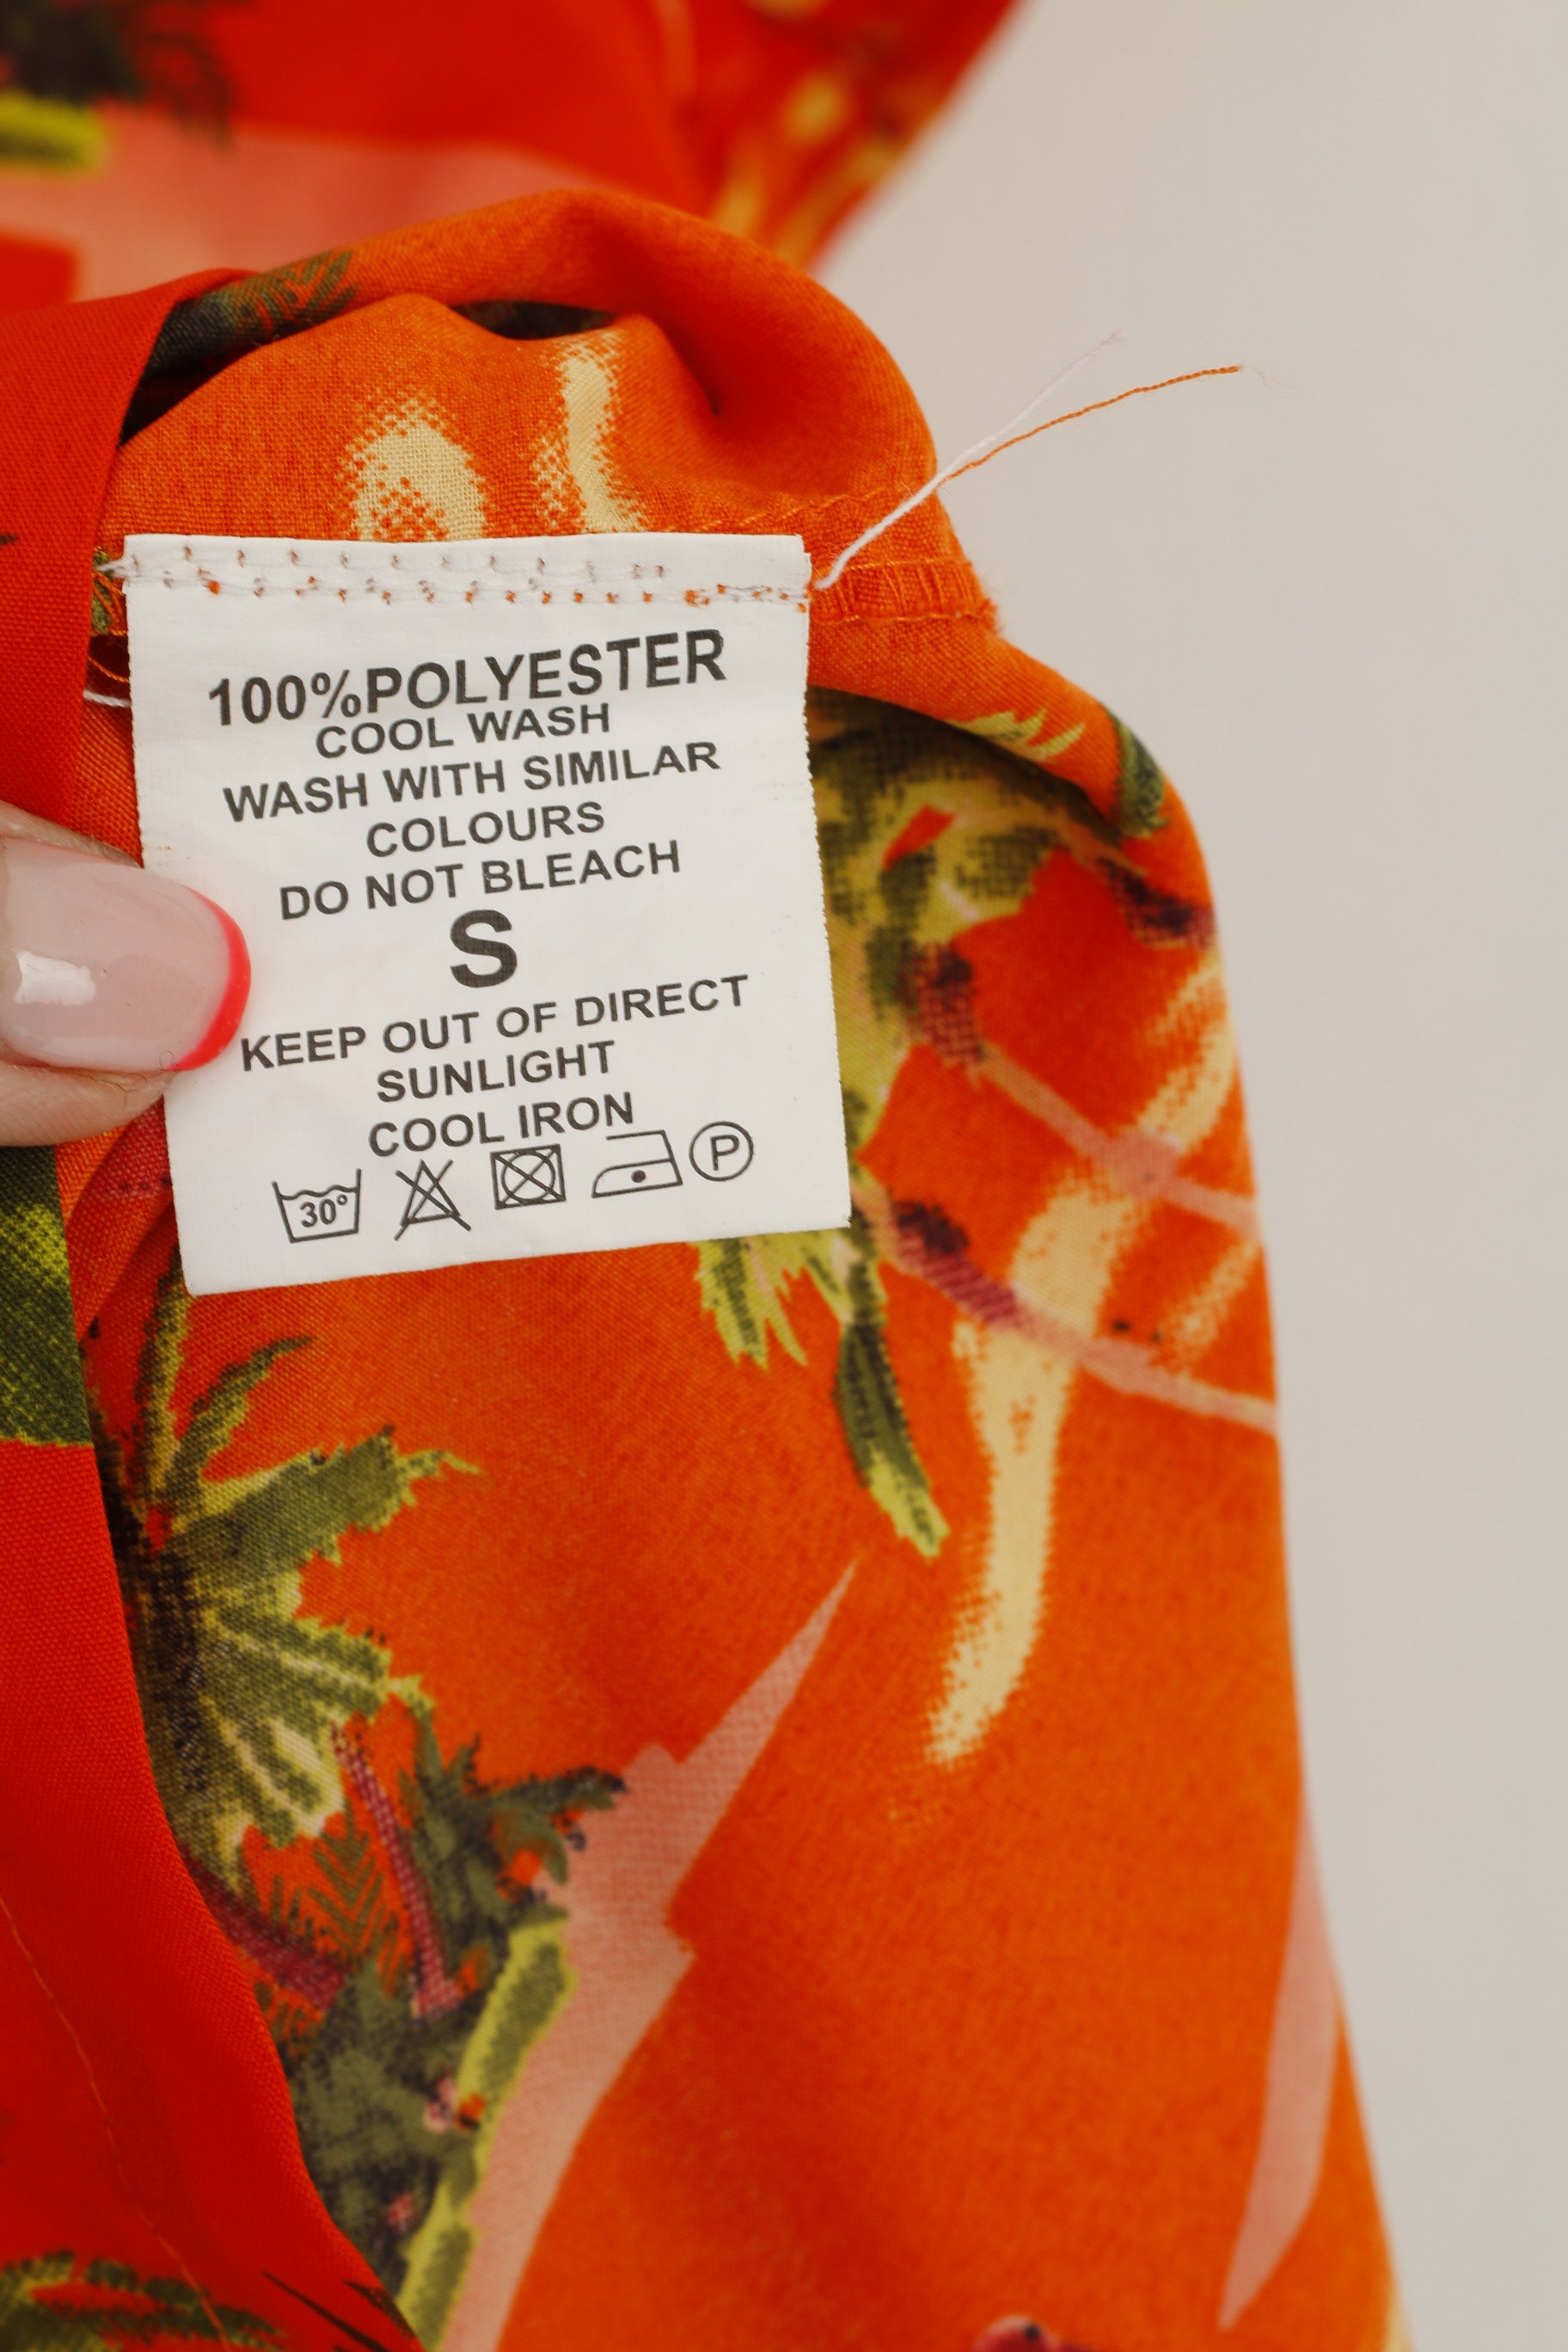 100%POLYESTER
COOL WASH
WASH WITH SIMILAR
COLOURS
DO NOT BLEACH
S
KEEP OUT OF DIRECT
SUNLIGHT
COOL IRON
30° P